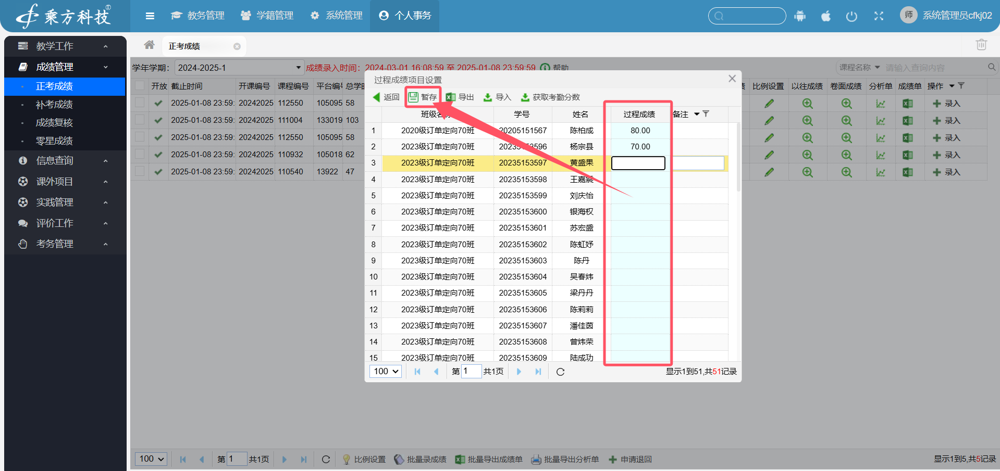 乘方科技
教务管理 学籍管理 系统管理 个人事务 师 系统管理员cfkj02
教学工作
成绩管理
正考成绩
补考成绩
成绩复核
零星成绩
信息查询
课外项目
实践管理
评价工作
考务管理
正考成绩
学年学期： 2024-2025-1 成绩录入时间：2024-03-01 16:08:59 至 2025-01-08 23:59:59 帮助 课程名称 请输入查询内容
开放 截止时间 开课编号 课程编号 平台编号 总学时 比例设置 以往成绩 卷面成绩 分析单 成绩单 操作
2025-01-08 23:59: 20242025 112550 105095 58 录入
2025-01-08 23:59: 20242025 111004 133019 103 录入
2025-01-08 23:59: 20242025 112550 105095 58 录入
2025-01-08 23:59: 20242025 110932 105018 62 录入
2025-01-08 23:59: 20242025 110540 13922 47 录入
过程成绩项目设置
返回 暂存 导出 导入 获取考勤分数
班级名称 学号 姓名 过程成绩 备注
1 2020级订单定向70班 20205151567 陈柏成 80.00
2 2023级订单定向70班 20235153596 杨宗县 70.00
3 2023级订单定向70班 20235153597 黄盛果
4 2023级订单定向70班 20235153598 王嘉宸
5 2023级订单定向70班 20235153599 刘庆怡
6 2023级订单定向70班 20235153600 银海权
7 2023级订单定向70班 20235153601 苏宏盛
8 2023级订单定向70班 20235153602 陈虹妤
9 2023级订单定向70班 20235153603 陈丹
10 2023级订单定向70班 20235153604 吴春炜
11 2023级订单定向70班 20235153605 梁丹丹
12 2023级订单定向70班 20235153606 陈莉莉
13 2023级订单定向70班 20235153607 潘佳茵
14 2023级订单定向70班 20235153608 曾炜荣
15 2023级订单定向70班 20235153609 陆成功
100 第 1 共1页 显示1到51,共51记录
100 第 1 共1页 比例设置 批量录成绩 批量导出成绩单 批量导出分析单 申请退回 显示1到5,共5记录